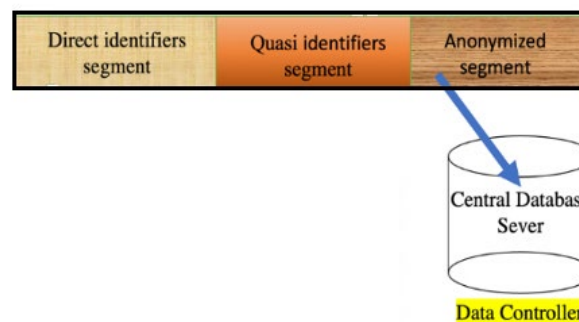 Direct identifiers
segment
Quasi identifiers
segment
Anonymized
segment
Central Databas
Sever
Data Controller